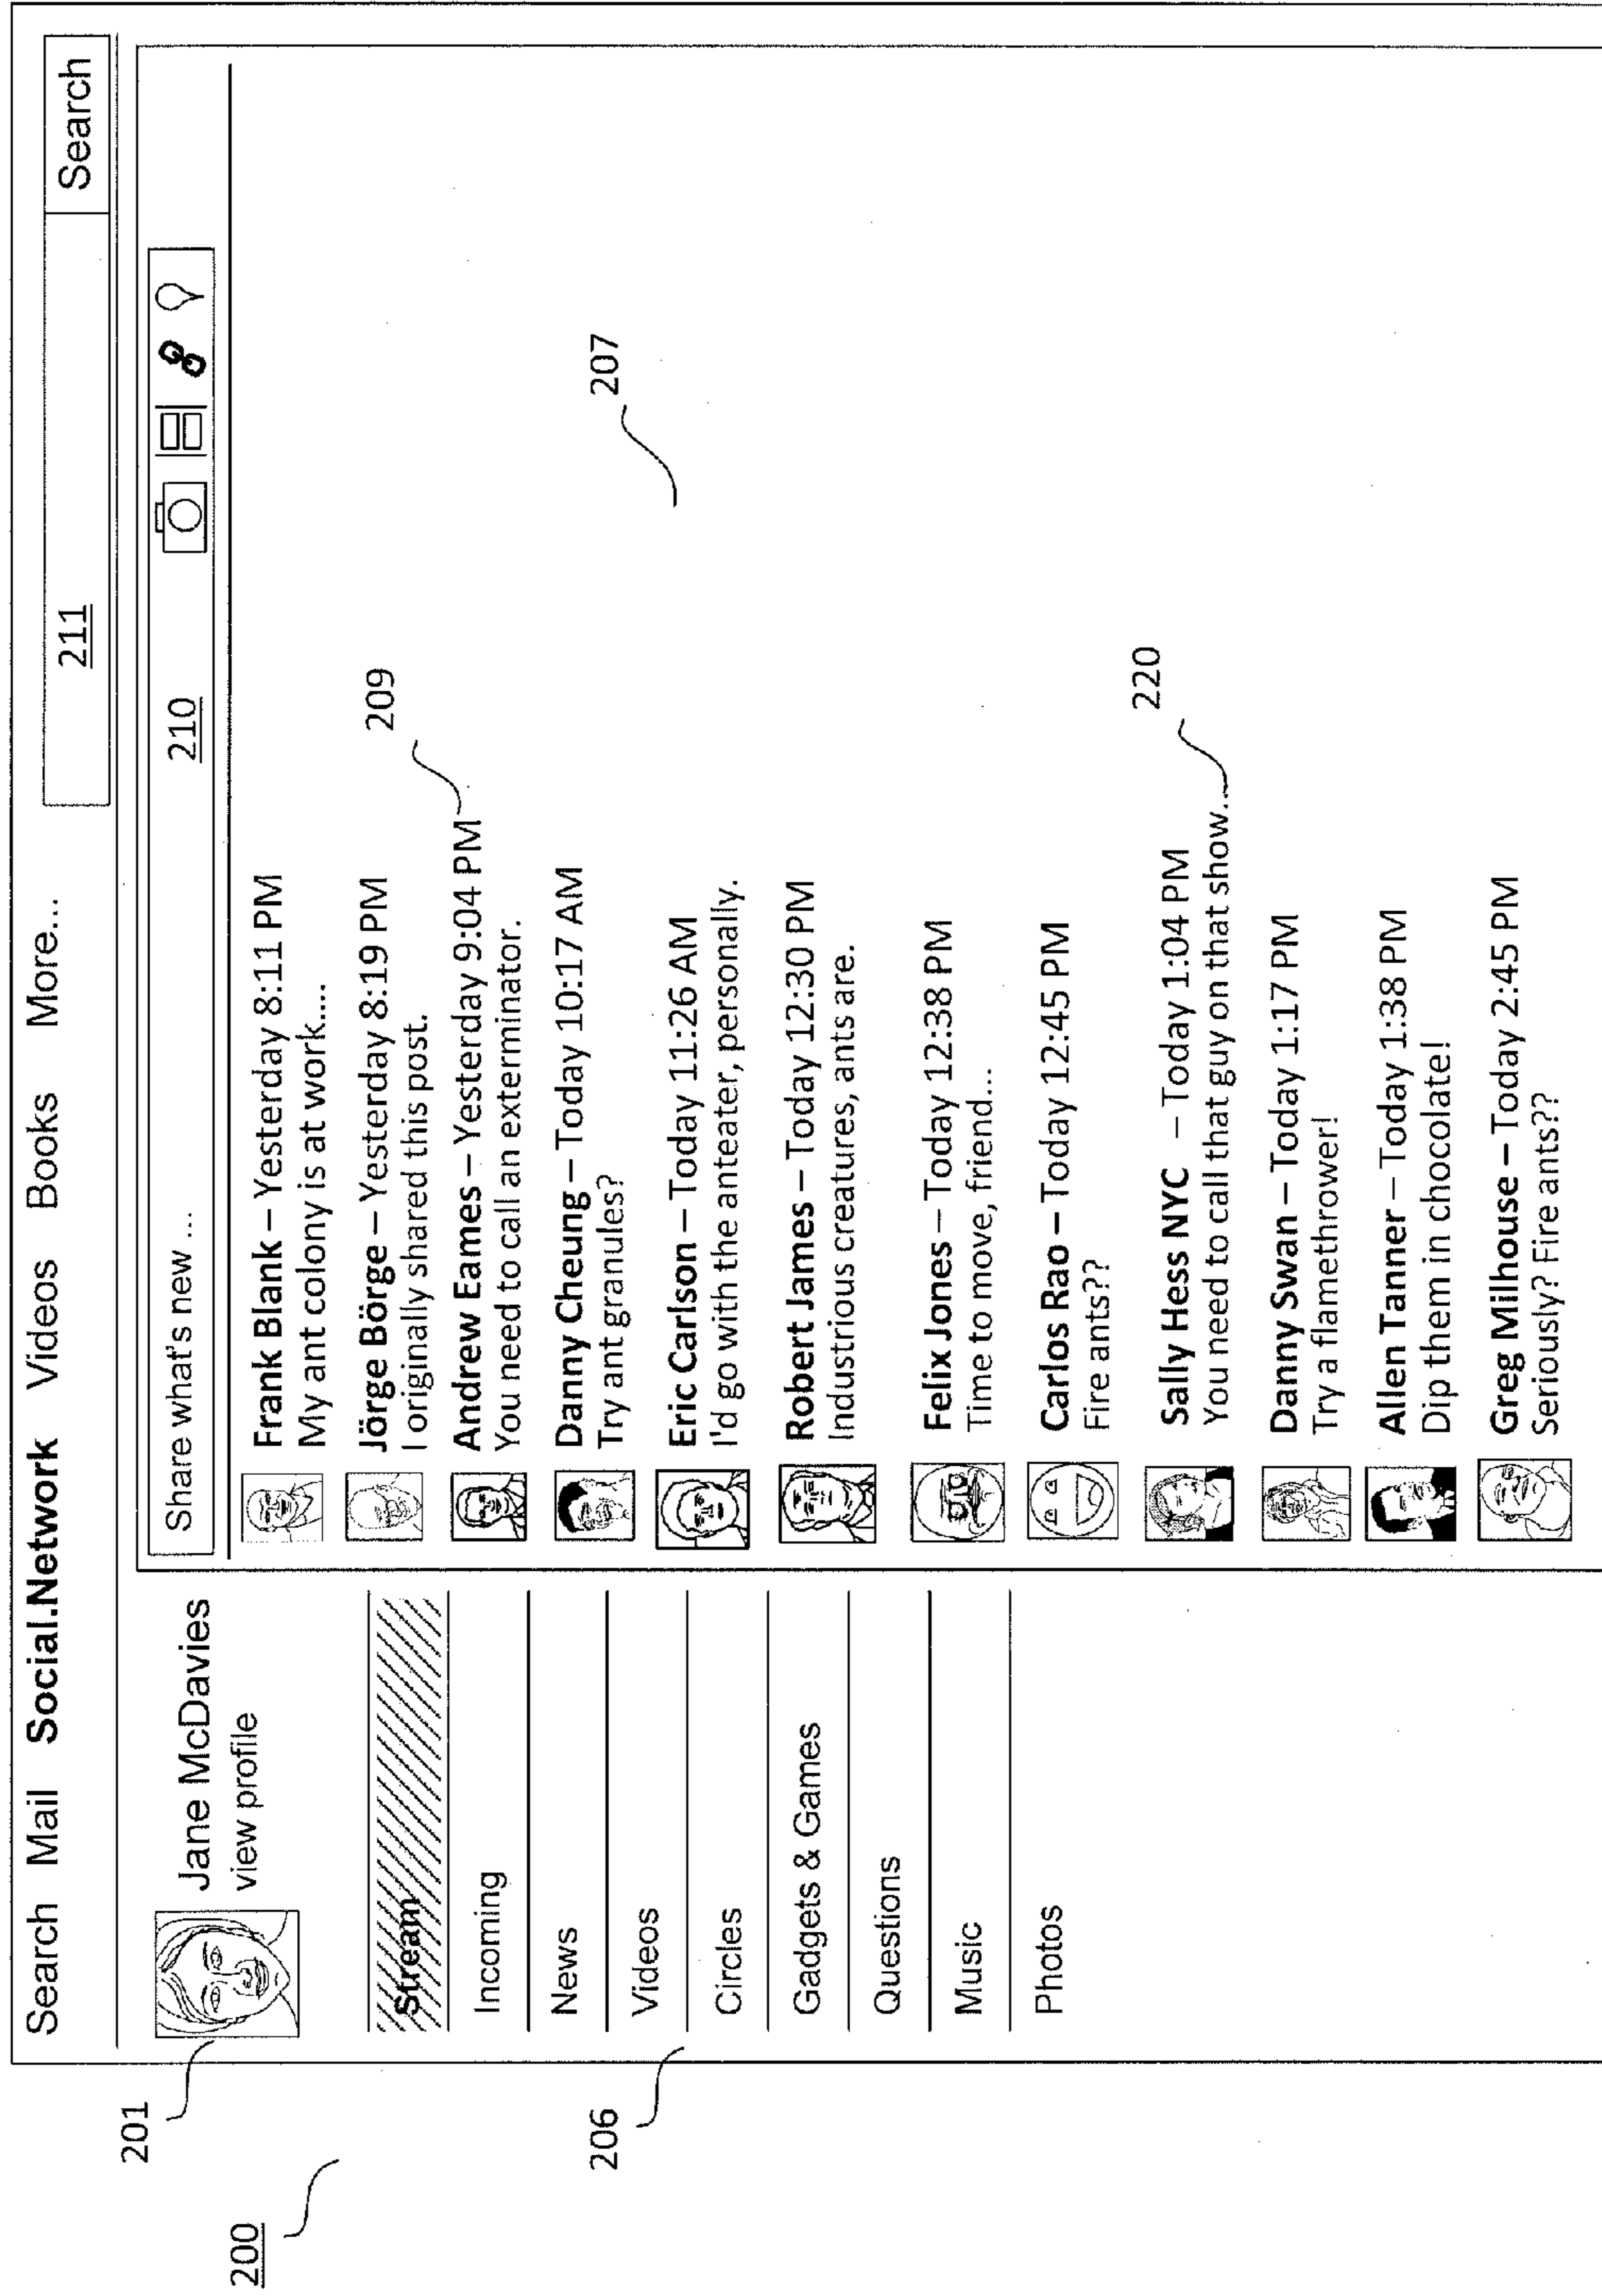 Search Mail Social.Network Videos Books More...
211 Search
201
Jane McDavies
view profile
200
Share what's new ... 210
Stream
Incoming
News
Videos
Circles
Gadgets & Games
Questions
Music
Photos
206
Frank Blank – Yesterday 8:11 PM
My ant colony is at work....
Jörge Börge – Yesterday 8:19 PM
I originally shared this post.
209
Andrew Eames – Yesterday 9:04 PM
You need to call an exterminator.
Danny Cheung – Today 10:17 AM
Try ant granules?
207
Eric Carlson – Today 11:26 AM
I'd go with the anteater, personally.
Robert James – Today 12:30 PM
Industrious creatures, ants are.
Felix Jones – Today 12:38 PM
Time to move, friend...
Carlos Rao – Today 12:45 PM
Fire ants??
220
Sally Hess NYC – Today 1:04 PM
You need to call that guy on that show...
Danny Swan – Today 1:17 PM
Try a flamethrower!
Allen Tanner – Today 1:38 PM
Dip them in chocolate!
Greg Milhouse – Today 2:45 PM
Seriously? Fire ants??